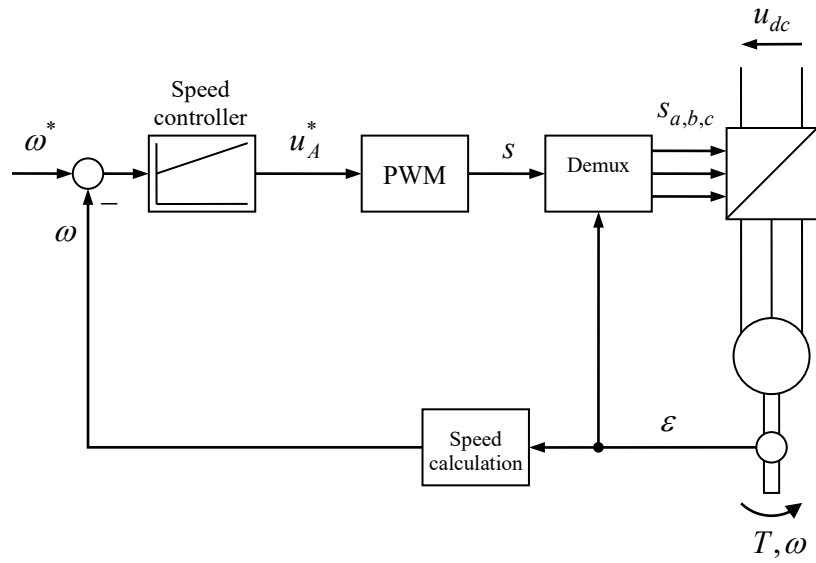 u_dc
Speed
controller
ω*
u*_A
s
s_a,b,c
PWM
Demux
−
ω
Speed
calculation
ε
T, ω